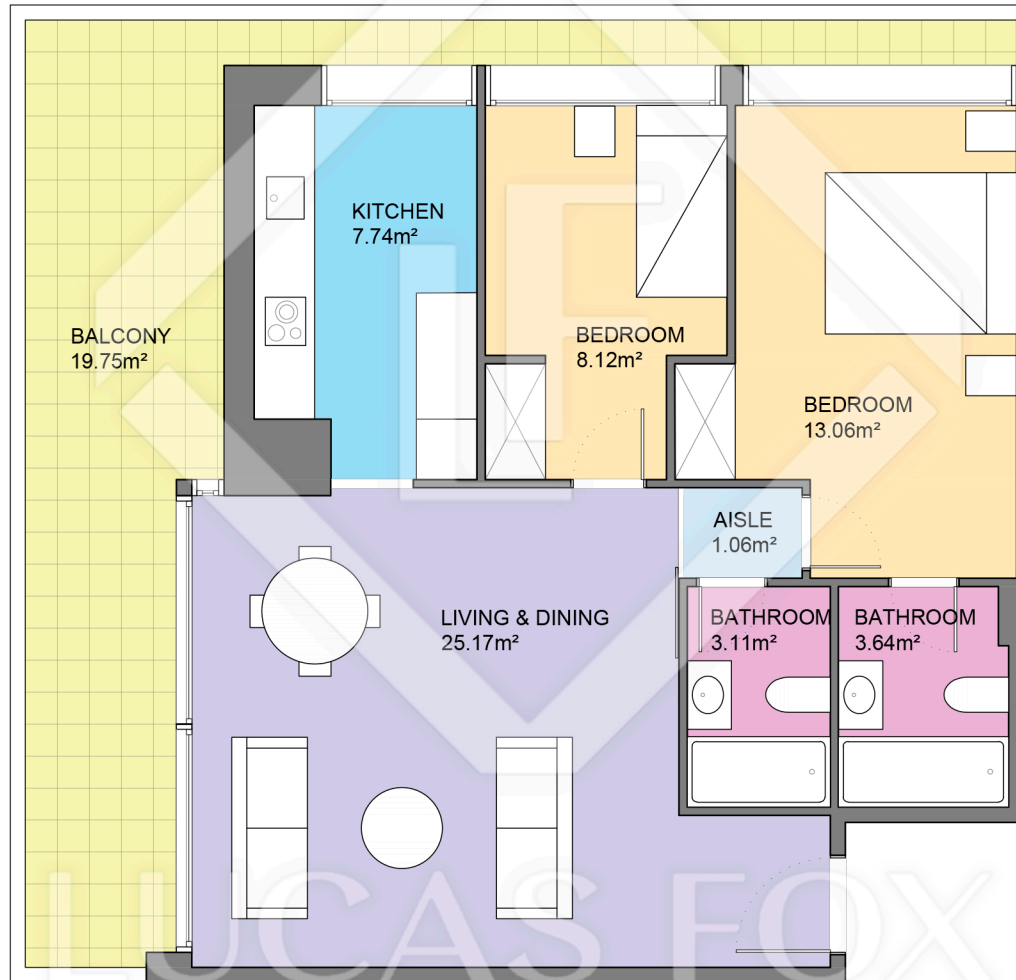 KITCHEN
7.74m²
BALCONY
19.75m²
BEDROOM
8.12m²
BEDROOM
13.06m²
AISLE
1.06m²
LIVING & DINING
25.17m²
BATHROOM
3.11m²
BATHROOM
3.64m²
LUCAS FOX